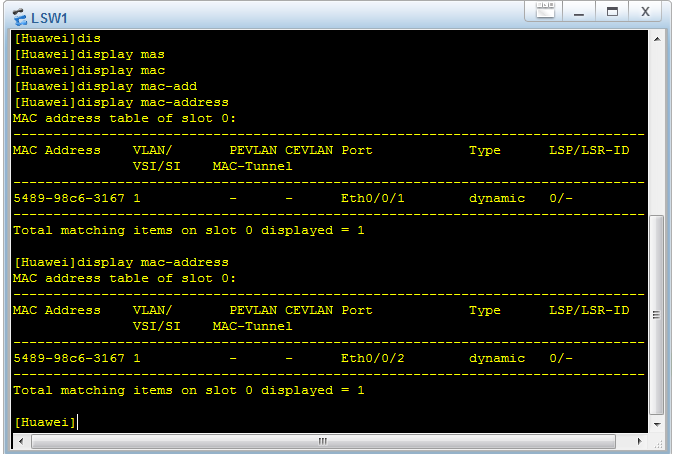 LSW1
[Huawei]dis
[Huawei]display mas
[Huawei]display mac
[Huawei]display mac-add
[Huawei]display mac-address
MAC address table of slot 0:
-------------------------------------------------------------------------------
MAC Address    VLAN/       PEVLAN CEVLAN Port            Type      LSP/LSR-ID
               VSI/SI    MAC-Tunnel
-------------------------------------------------------------------------------
5489-98c6-3167 1           -      -      Eth0/0/1        dynamic   0/-
-------------------------------------------------------------------------------
Total matching items on slot 0 displayed = 1
[Huawei]display mac-address
MAC address table of slot 0:
-------------------------------------------------------------------------------
MAC Address    VLAN/       PEVLAN CEVLAN Port            Type      LSP/LSR-ID
               VSI/SI    MAC-Tunnel
-------------------------------------------------------------------------------
5489-98c6-3167 1           -      -      Eth0/0/2        dynamic   0/-
-------------------------------------------------------------------------------
Total matching items on slot 0 displayed = 1
[Huawei]